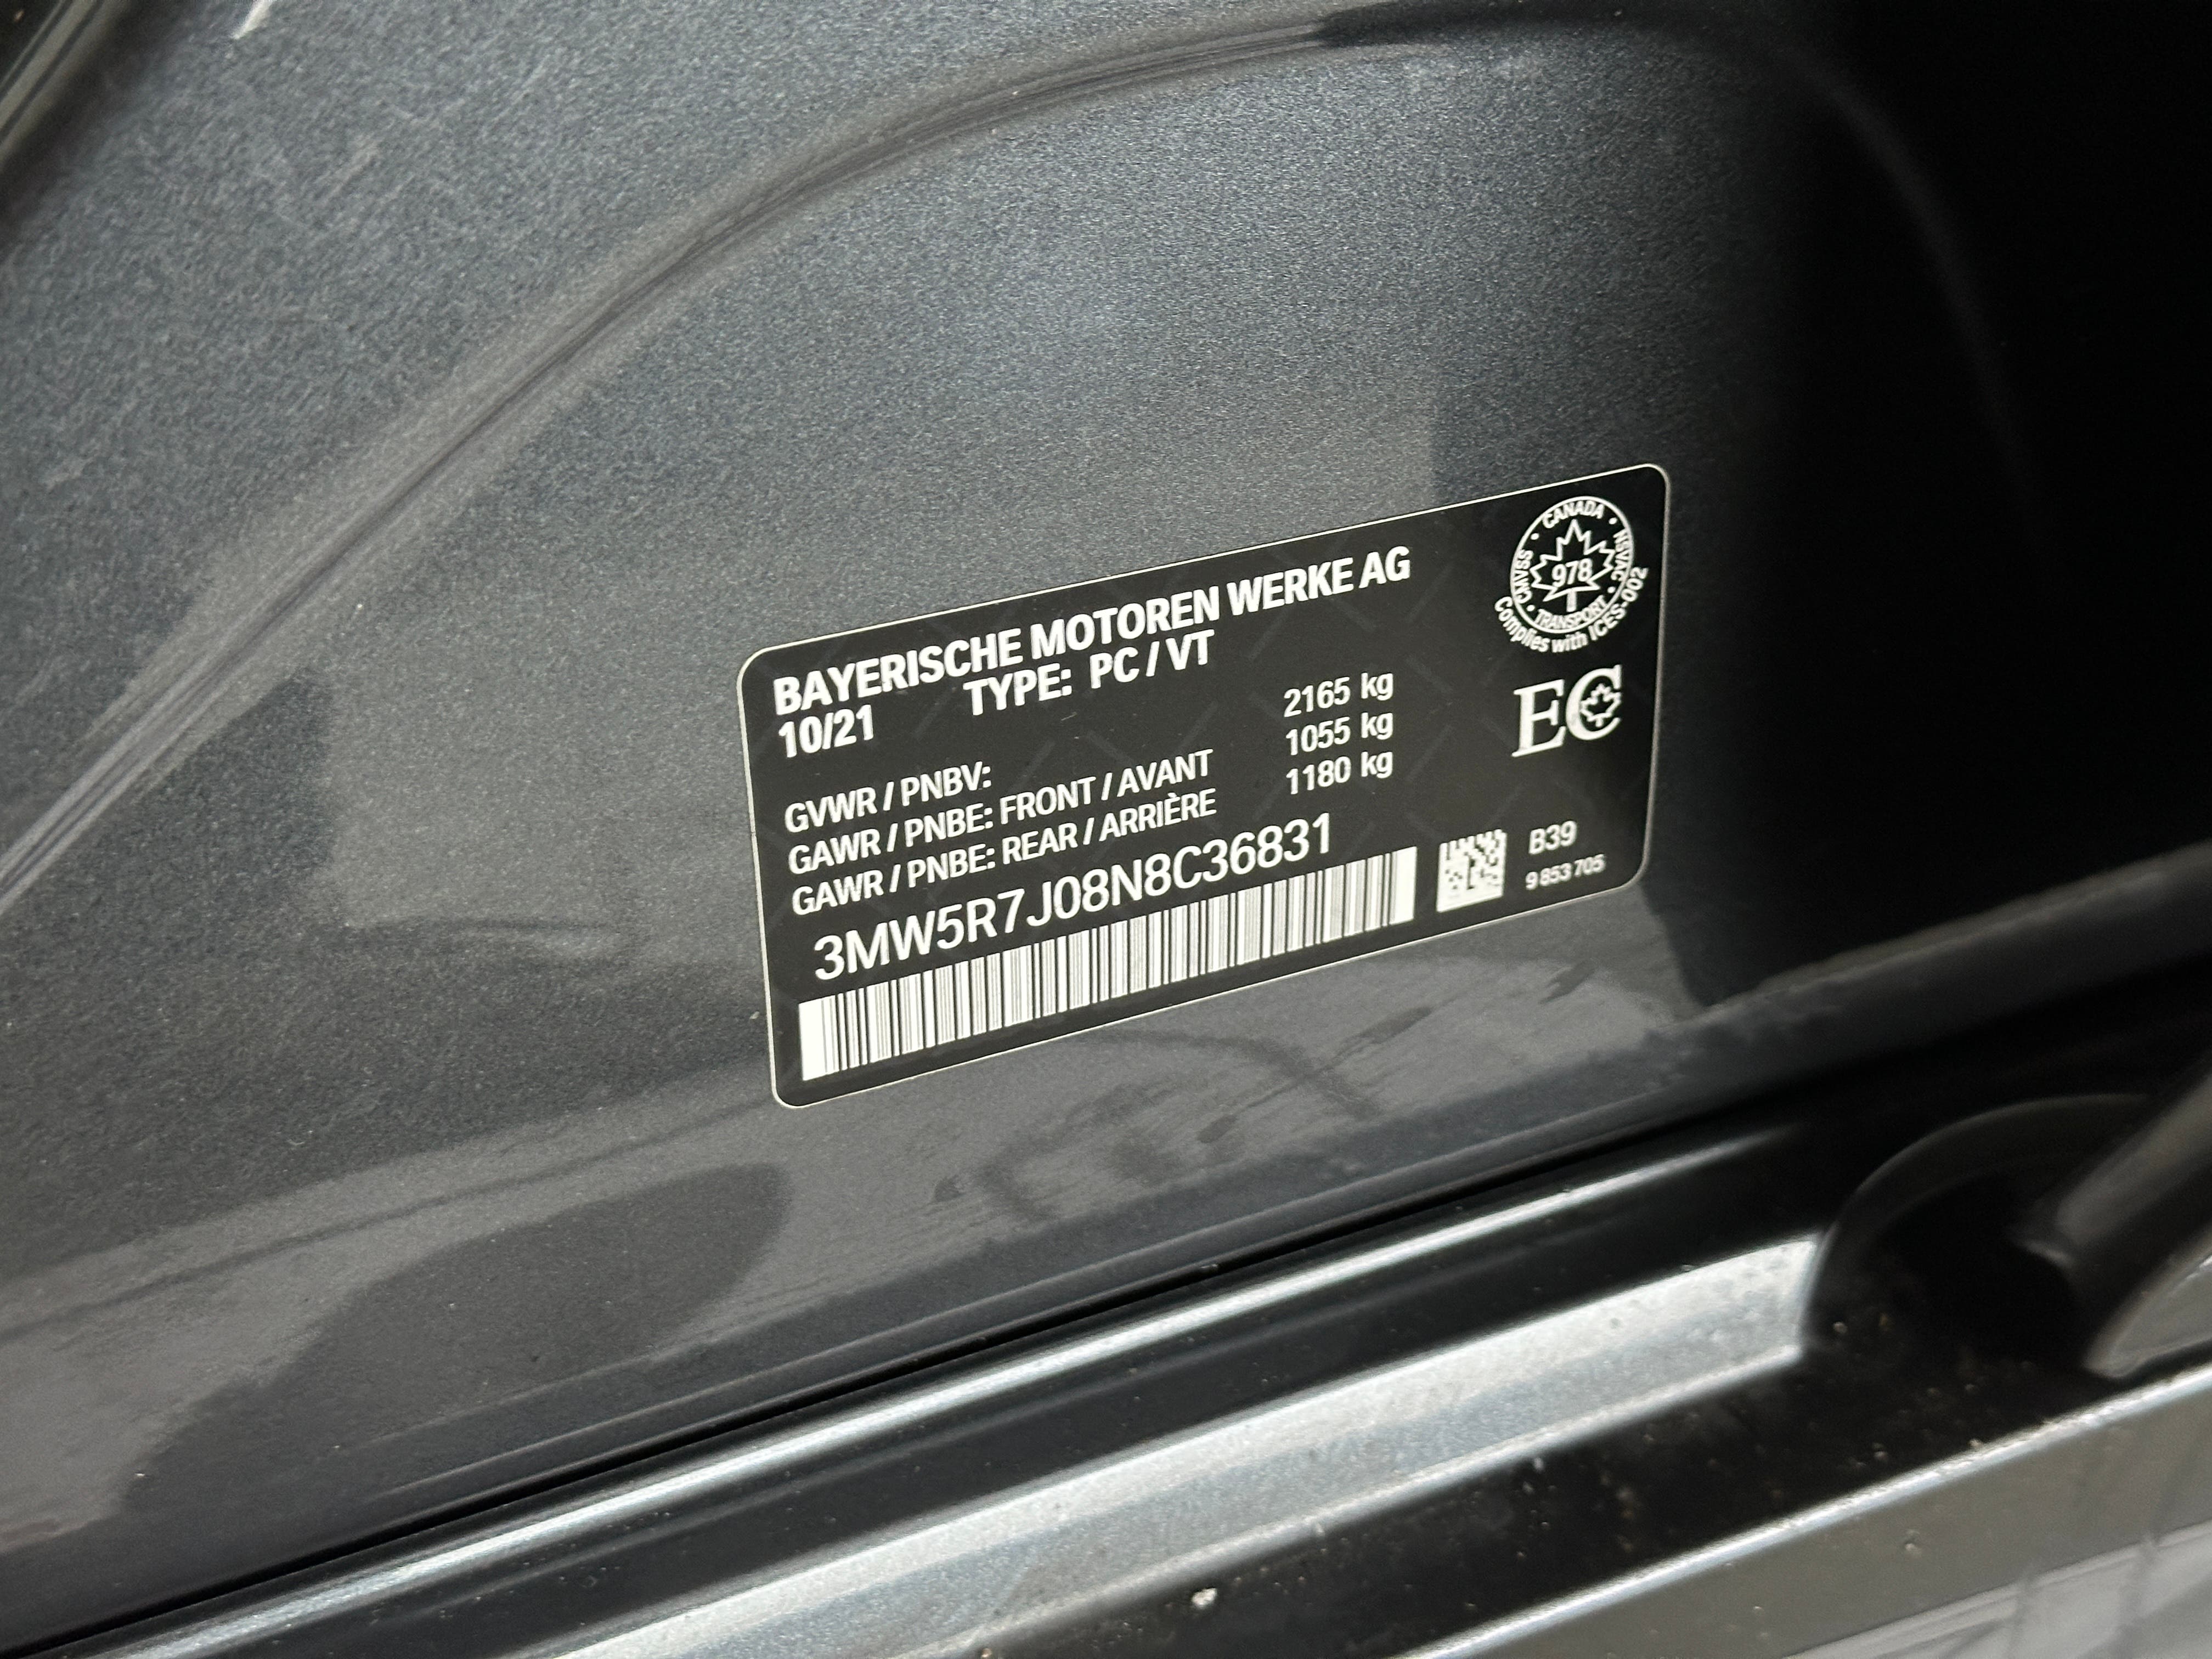 BAYERISCHE MOTOREN WERKE AG
10/21 TYPE: PC / VT
GVWR / PNBV: 2165 kg
GAWR / PNBE: FRONT / AVANT 1055 kg
GAWR / PNBE: REAR / ARRIÈRE 1180 kg
3MW5R7J08N8C36831
CANADA
CMVSS NSVAC
978
TRANSPORT
Complies with ICES-002
EC
B39
9 853 705